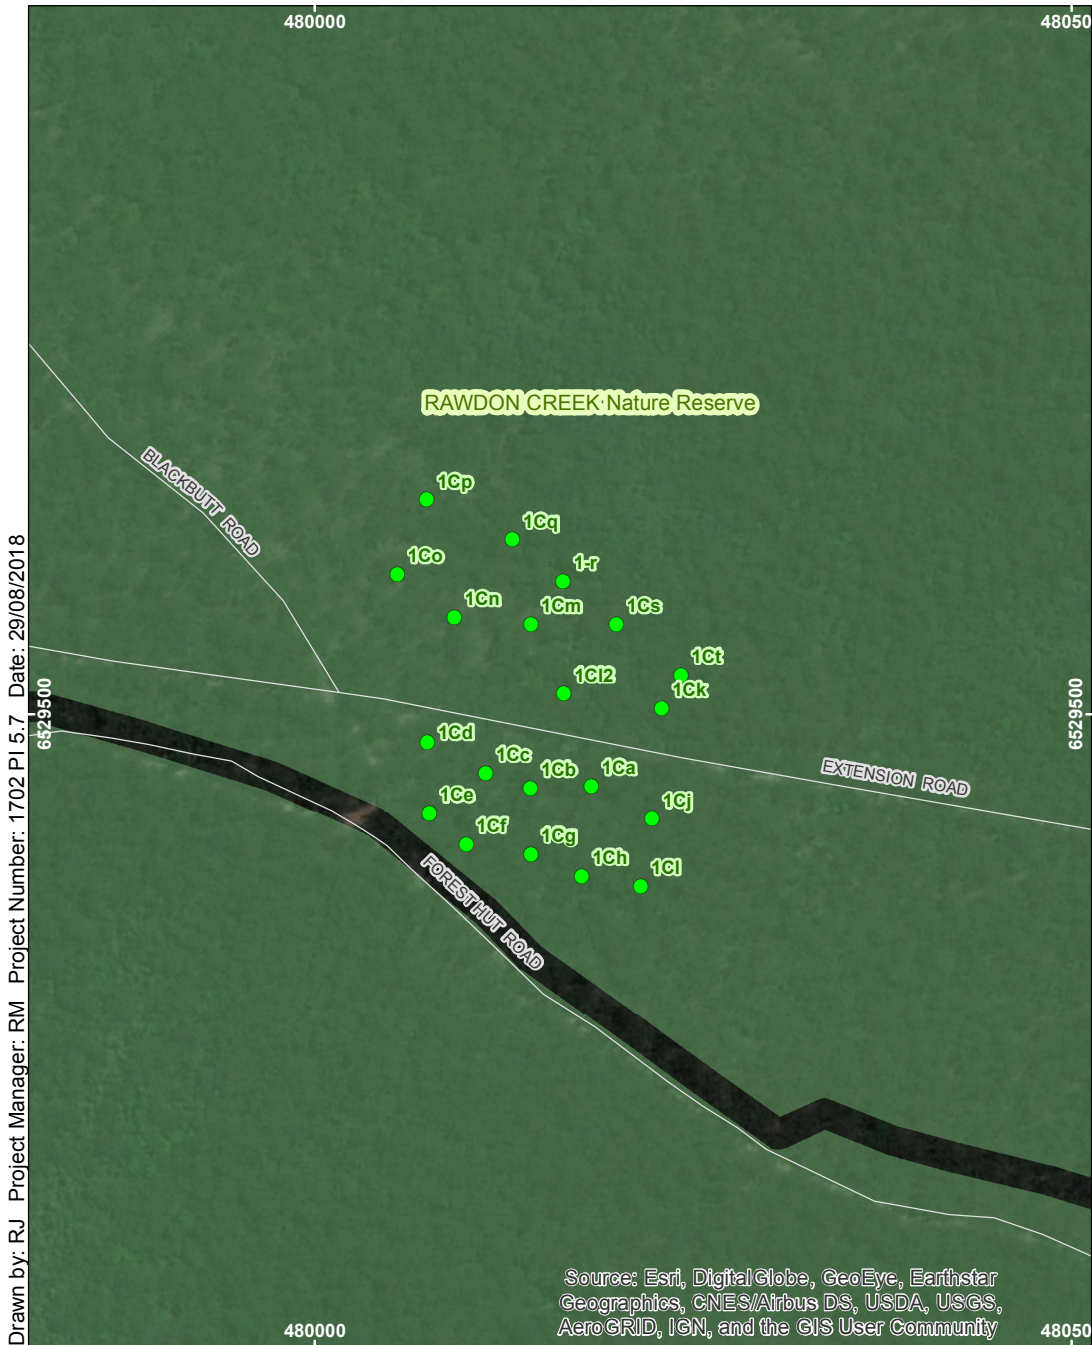 480000
48050
RAWDON CREEK Nature Reserve
BLACKBUTT ROAD
1Cp
1Cq
1Co
1-r
1Cn
1Cm
1Cs
1Ct
1Cl2
1Ck
6529500
6529500
1Cd
1Cc
1Cb
1Ca
EXTENSION ROAD
1Ce
1Cj
1Cf
1Cg
1Ch
1Cl
FOREST HUT ROAD
Drawn by: RJ Project Manager: RM Project Number: 1702 PI 5.7 Date: 29/08/2018
Source: Esri, DigitalGlobe, GeoEye, Earthstar
Geographics, CNES/Airbus DS, USDA, USGS,
AeroGRID, IGN, and the GIS User Community
480000
48050